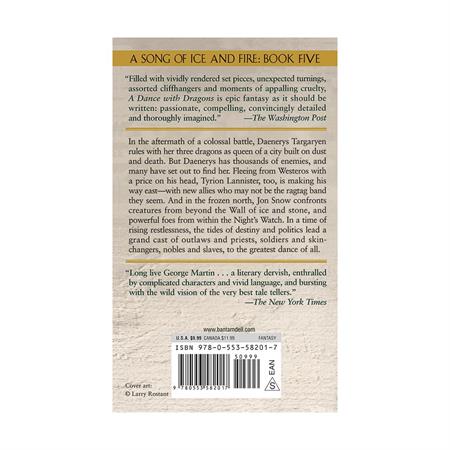 A SONG OF ICE AND FIRE: BOOK FIVE
"Filled with vividly rendered set pieces, unexpected turnings,
assorted cliffhangers and moments of appalling cruelty,
A Dance with Dragons is epic fantasy as it should be
written: passionate, compelling, convincingly detailed
and thoroughly imagined." —The Washington Post
In the aftermath of a colossal battle, Daenerys Targaryen
rules with her three dragons as queen of a city built on dust
and death. But Daenerys has thousands of enemies, and
many have set out to find her. Fleeing from Westeros with
a price on his head, Tyrion Lannister, too, is making his
way east—with new allies who may not be the ragtag band
they seem. And in the frozen north, Jon Snow confronts
creatures from beyond the Wall of ice and stone, and
powerful foes from within the Night's Watch. In a time of
rising restlessness, the tides of destiny and politics lead a
grand cast of outlaws and priests, soldiers and skin-
changers, nobles and slaves, to the greatest dance of all.
"Long live George Martin . . . a literary dervish, enthralled
by complicated characters and vivid language, and bursting
with the wild vision of the very best tale tellers."
—The New York Times
www.bantamdell.com
U.S.A. $9.99 CANADA $11.99 FANTASY
ISBN 978-0-553-58201-7
50999
9 780553 582017
EAN
Cover art:
© Larry Rostant